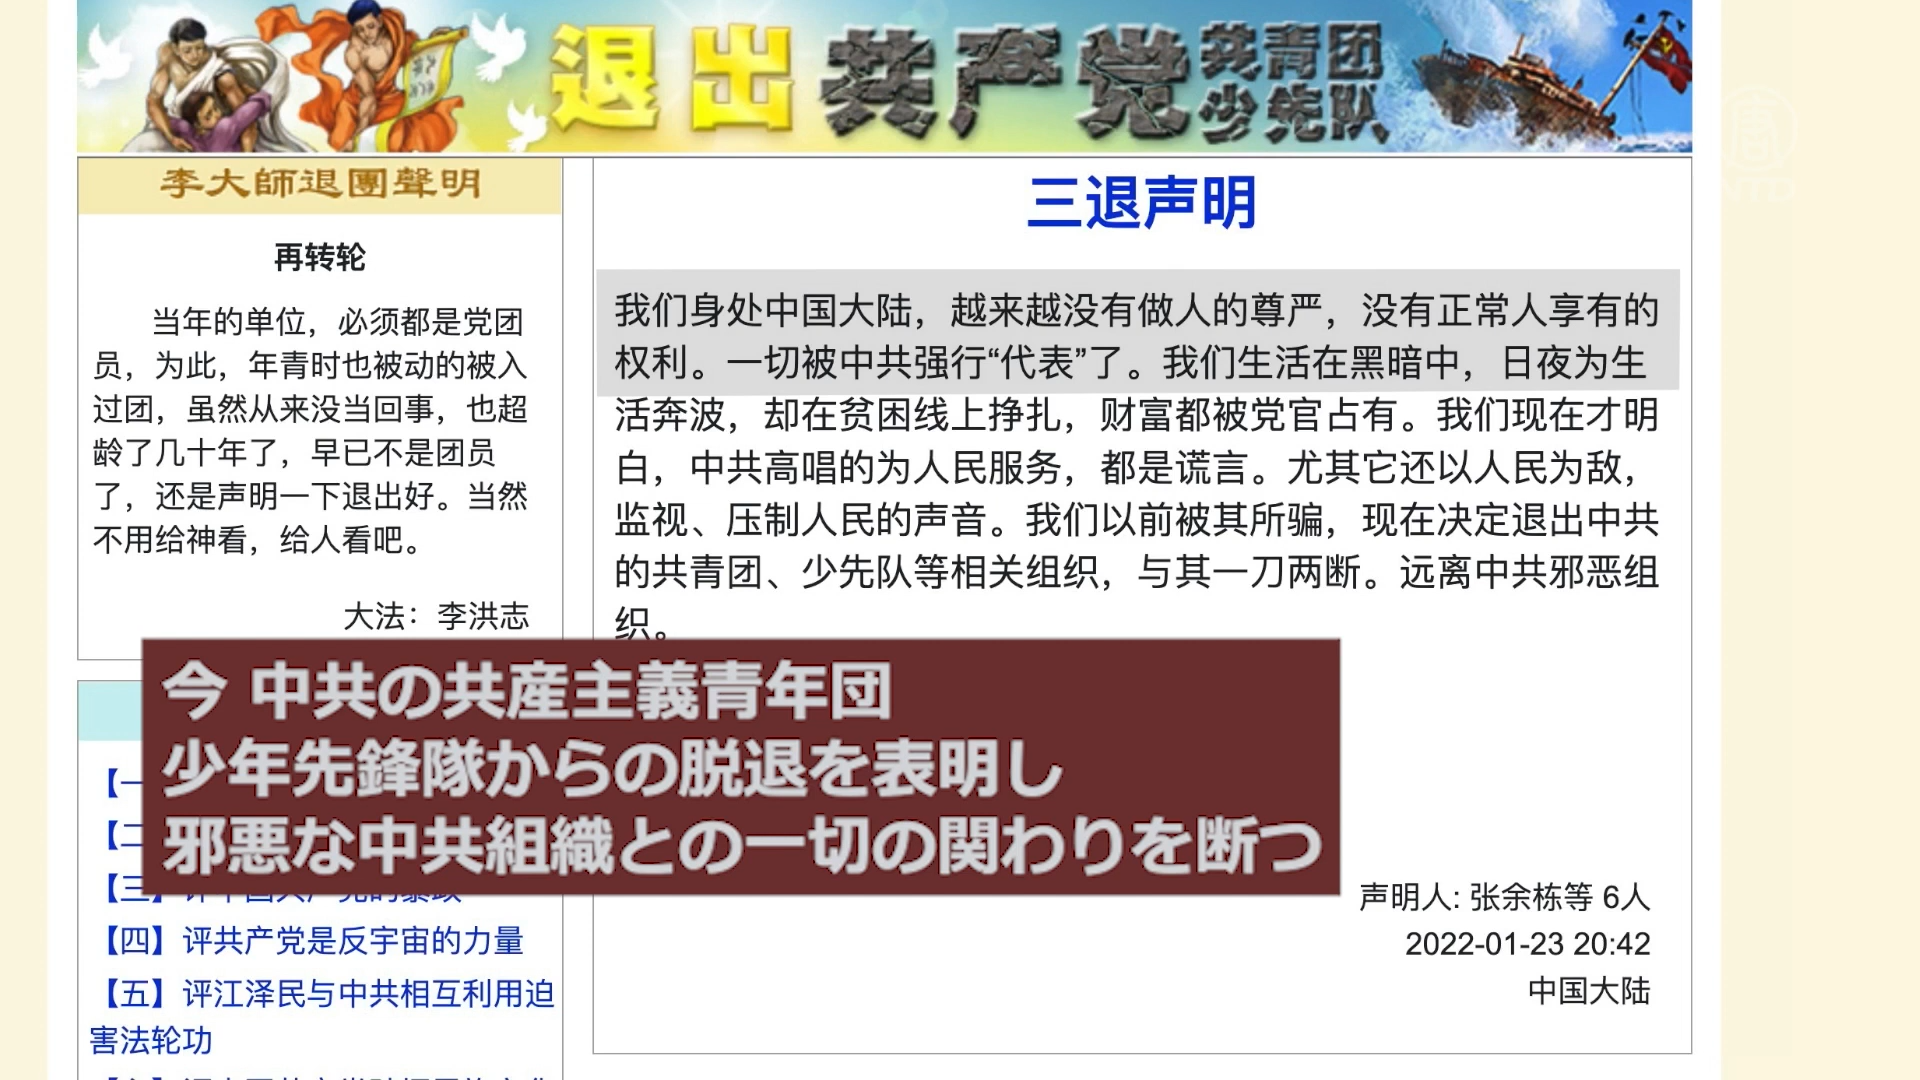 退出共产党
共青团
少先队
NTD
李大師退團聲明
再转轮
当年的单位，必须都是党团
员，为此，年青时也被动的被入
过团，虽然从来没当回事，也超
龄了几十年了，早已不是团员
了，还是声明一下退出好。当然
不用给神看，给人看吧。
大法：李洪志
三退声明
我们身处中国大陆，越来越没有做人的尊严，没有正常人享有的
权利。一切被中共强行“代表”了。我们生活在黑暗中，日夜为生
活奔波，却在贫困线上挣扎，财富都被党官占有。我们现在才明
白，中共高唱的为人民服务，都是谎言。尤其它还以人民为敌，
监视、压制人民的声音。我们以前被其所骗，现在决定退出中共
的共青团、少先队等相关组织，与其一刀两断。远离中共邪恶组
织。
今 中共の共産主義青年団
少年先鋒隊からの脱退を表明し
邪悪な中共組織との一切の関わりを断つ
声明人: 张余栋等 6人
2022-01-23 20:42
中国大陆
【一
【二
【三】
【四】评共产党是反宇宙的力量
【五】评江泽民与中共相互利用迫
害法轮功